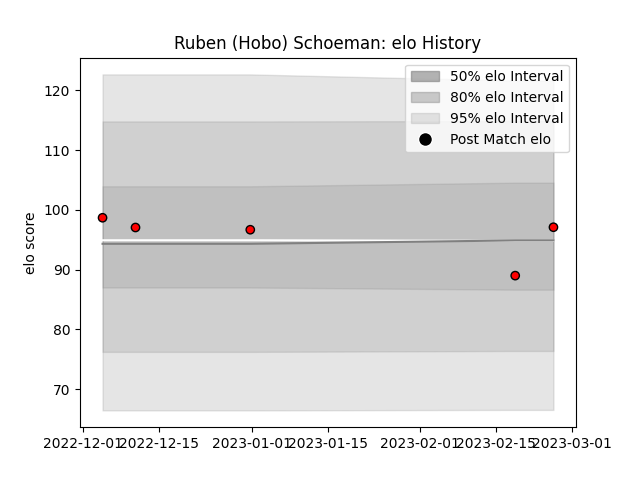 Ruben (Hobo) Schoeman: elo History
50% elo Interval
80% elo Interval
95% elo Interval
Post Match elo
elo score
120
110
100
90
80
70
2022-12-01 2022-12-15 2023-01-01 2023-01-15 2023-02-01 2023-02-15 2023-03-01